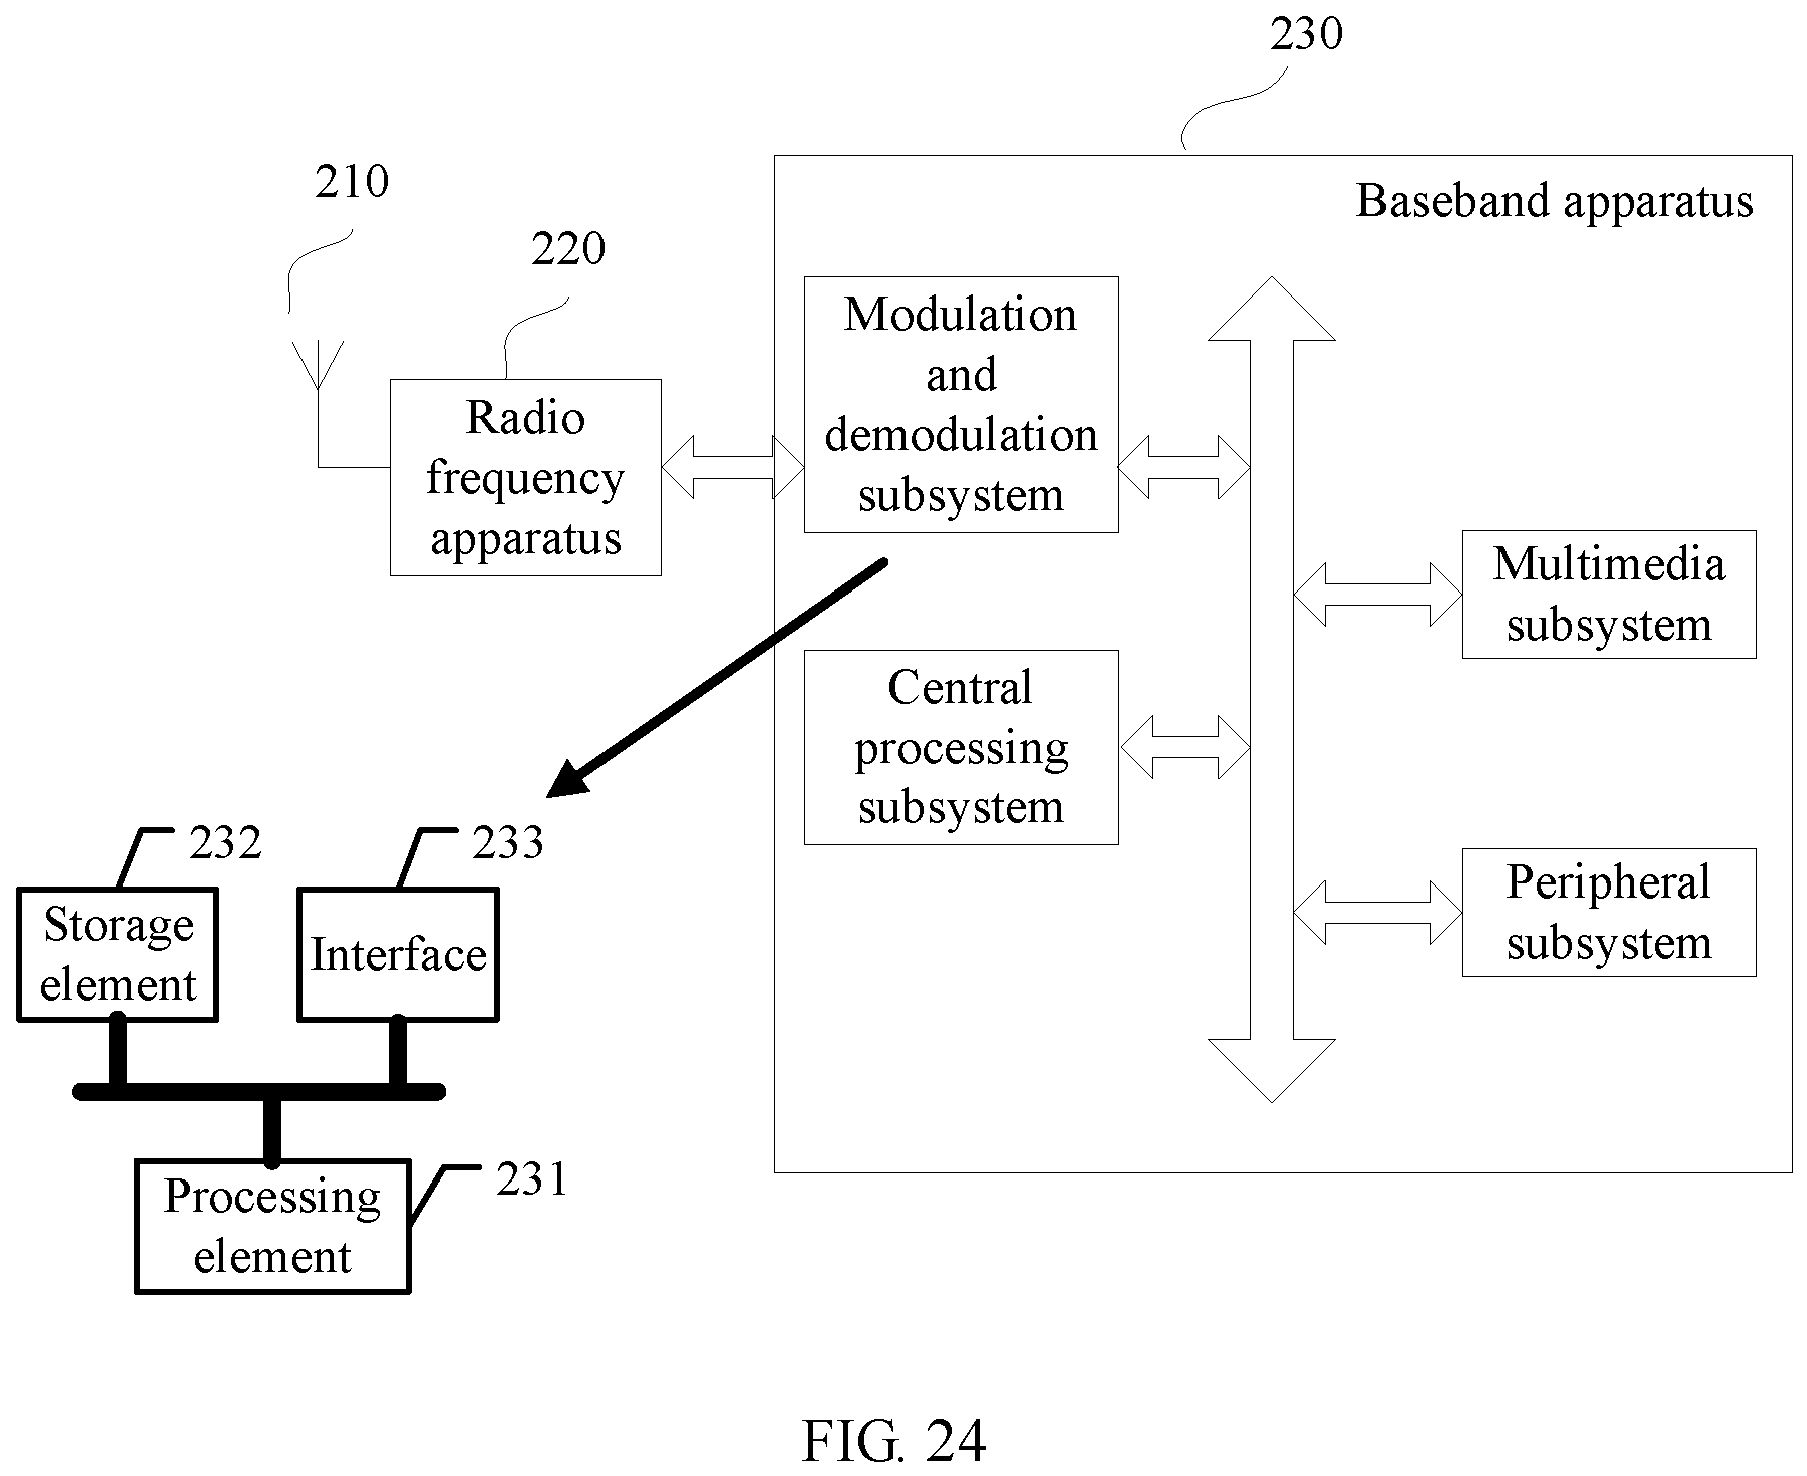 230
210
220
Baseband apparatus
Modulation
and
demodulation
subsystem
Radio
frequency
apparatus
Multimedia
subsystem
Central
processing
subsystem
232
233
Storage
element
Interface
Peripheral
subsystem
231
Processing
element
FIG. 24